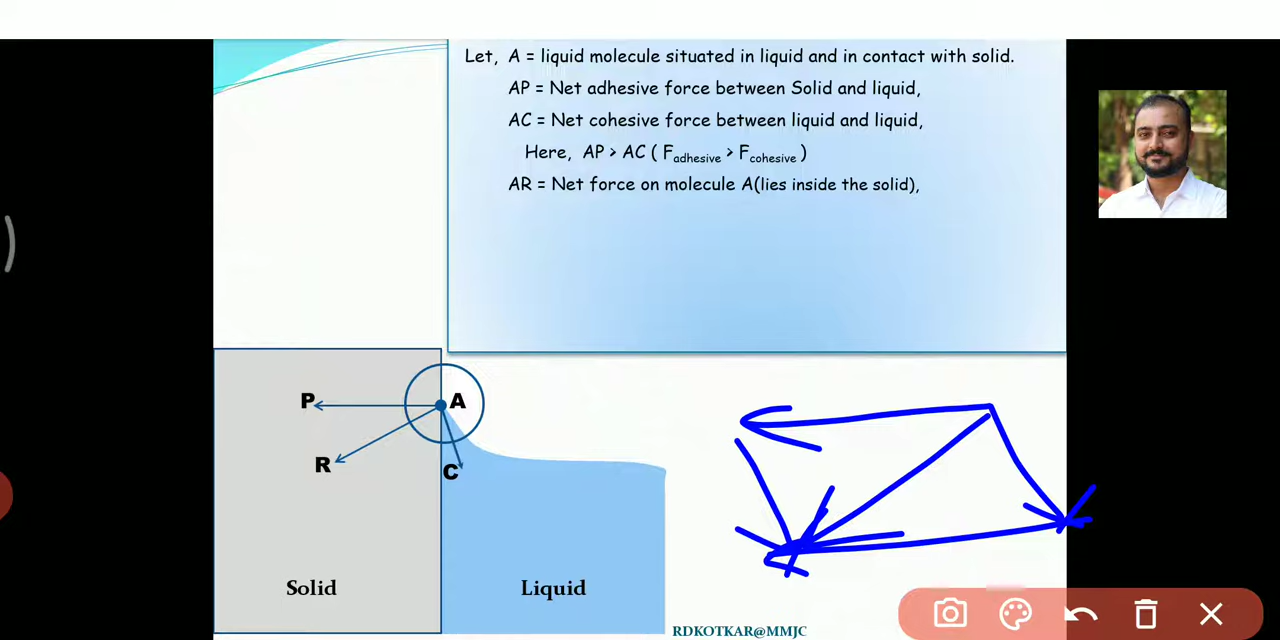 Let, A = liquid molecule situated in liquid and in contact with solid.
AP = Net adhesive force between Solid and liquid,
AC = Net cohesive force between liquid and liquid,
Here, AP > AC ( Fadhesive > Fcohesive )
AR = Net force on molecule A(lies inside the solid),
P
A
R
C
Solid
Liquid
RDKOTKAR@MMJC